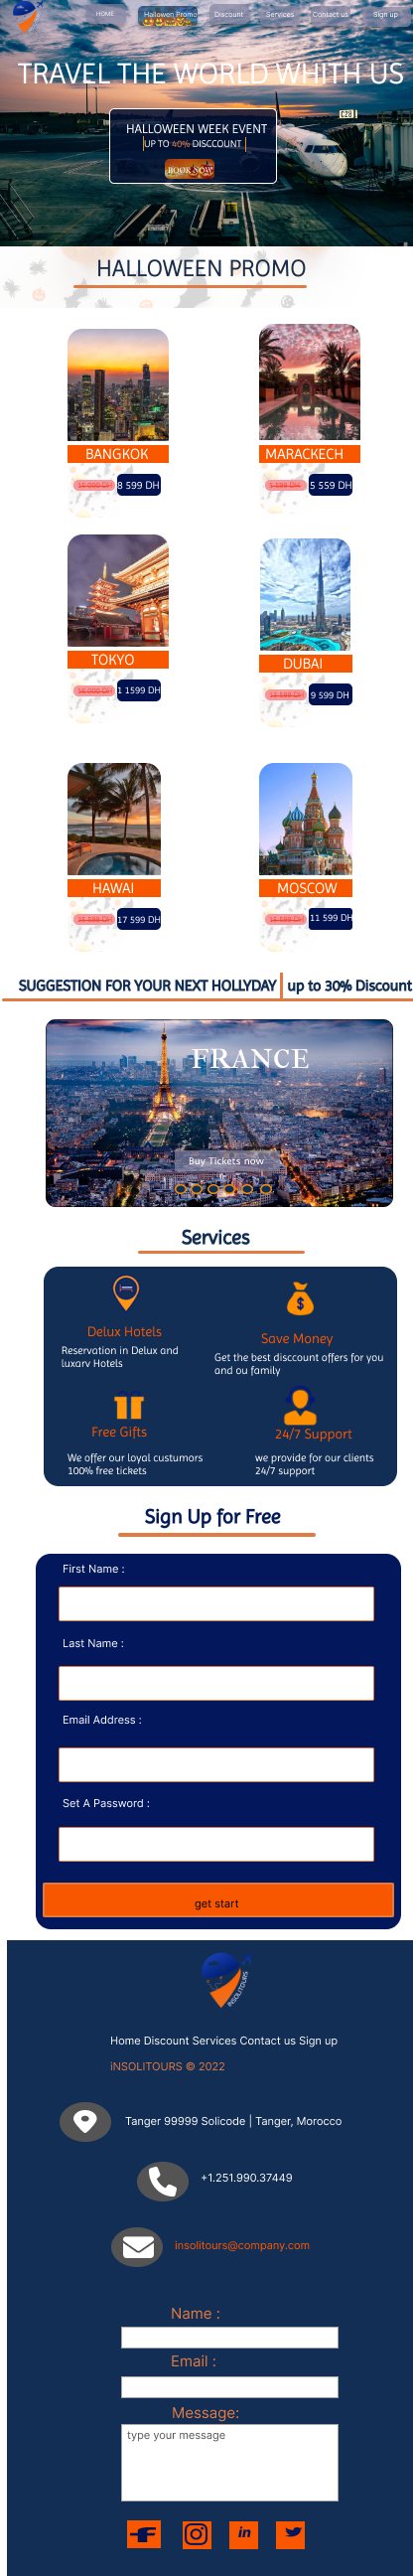 HOME Hallowen Promo Discount Services Contact us Sign up
TRAVEL THE WORLD WHITH US
HALLOWEEN WEEK EVENT
UP TO 40% DISCCOUNT
BOOK NOW
HALLOWEEN PROMO
BANGKOK
8 599 DH
MARACKECH
5 559 DH
TOKYO
1 1599 DH
DUBAI
9 599 DH
HAWAI
17 599 DH
MOSCOW
11 599 DH
SUGGESTION FOR YOUR NEXT HOLLYDAY up to 30% Discount
FRANCE
Buy Tickets now
Services
Delux Hotels
Reservation in Delux and
luxary Hotels
Save Money
Get the best disccount offers for you
and ou family
Free Gifts
We offer our loyal custumors
100% free tickets
24/7 Support
we provide for our clients
24/7 support
Sign Up for Free
First Name :
Last Name :
Email Address :
Set A Password :
get start
INSOLITOURS
Home Discount Services Contact us Sign up
iNSOLITOURS © 2022
Tanger 99999 Solicode | Tanger, Morocco
+1.251.990.37449
insolitours@company.com
Name :
Email :
Message:
type your message
in